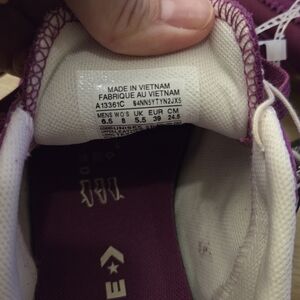 MADE IN VIETNAM
FABRIQUE AU VIETNAM
A13361C B4NN5YTYN2JX5
MENS WO'S UK EUR CM
6.5 8 5.5 39 24.5